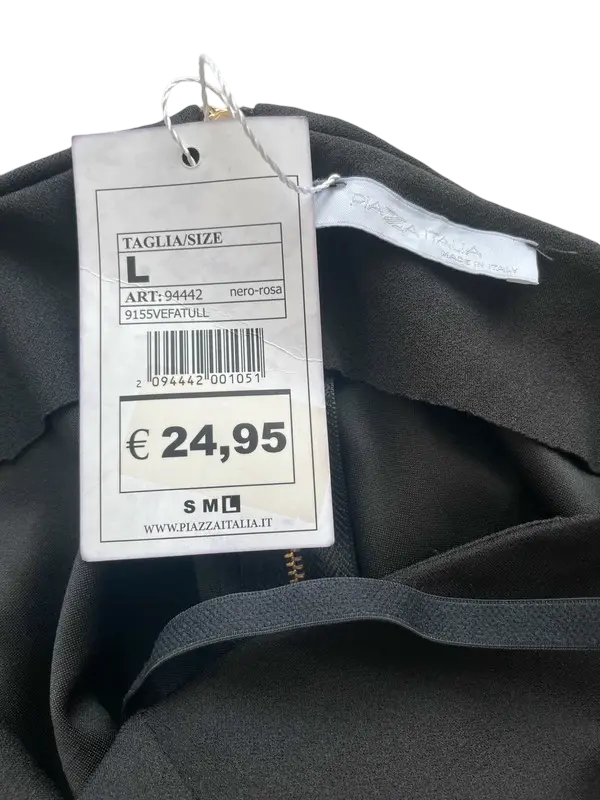 TAGLIA/SIZE
L
ART: 94442 nero-rosa
9155VEFATULL
2 094442 001051
€ 24,95
S M L
WWW.PIAZZAITALIA.IT
PIAZZA ITALIA
MADE IN ITALY